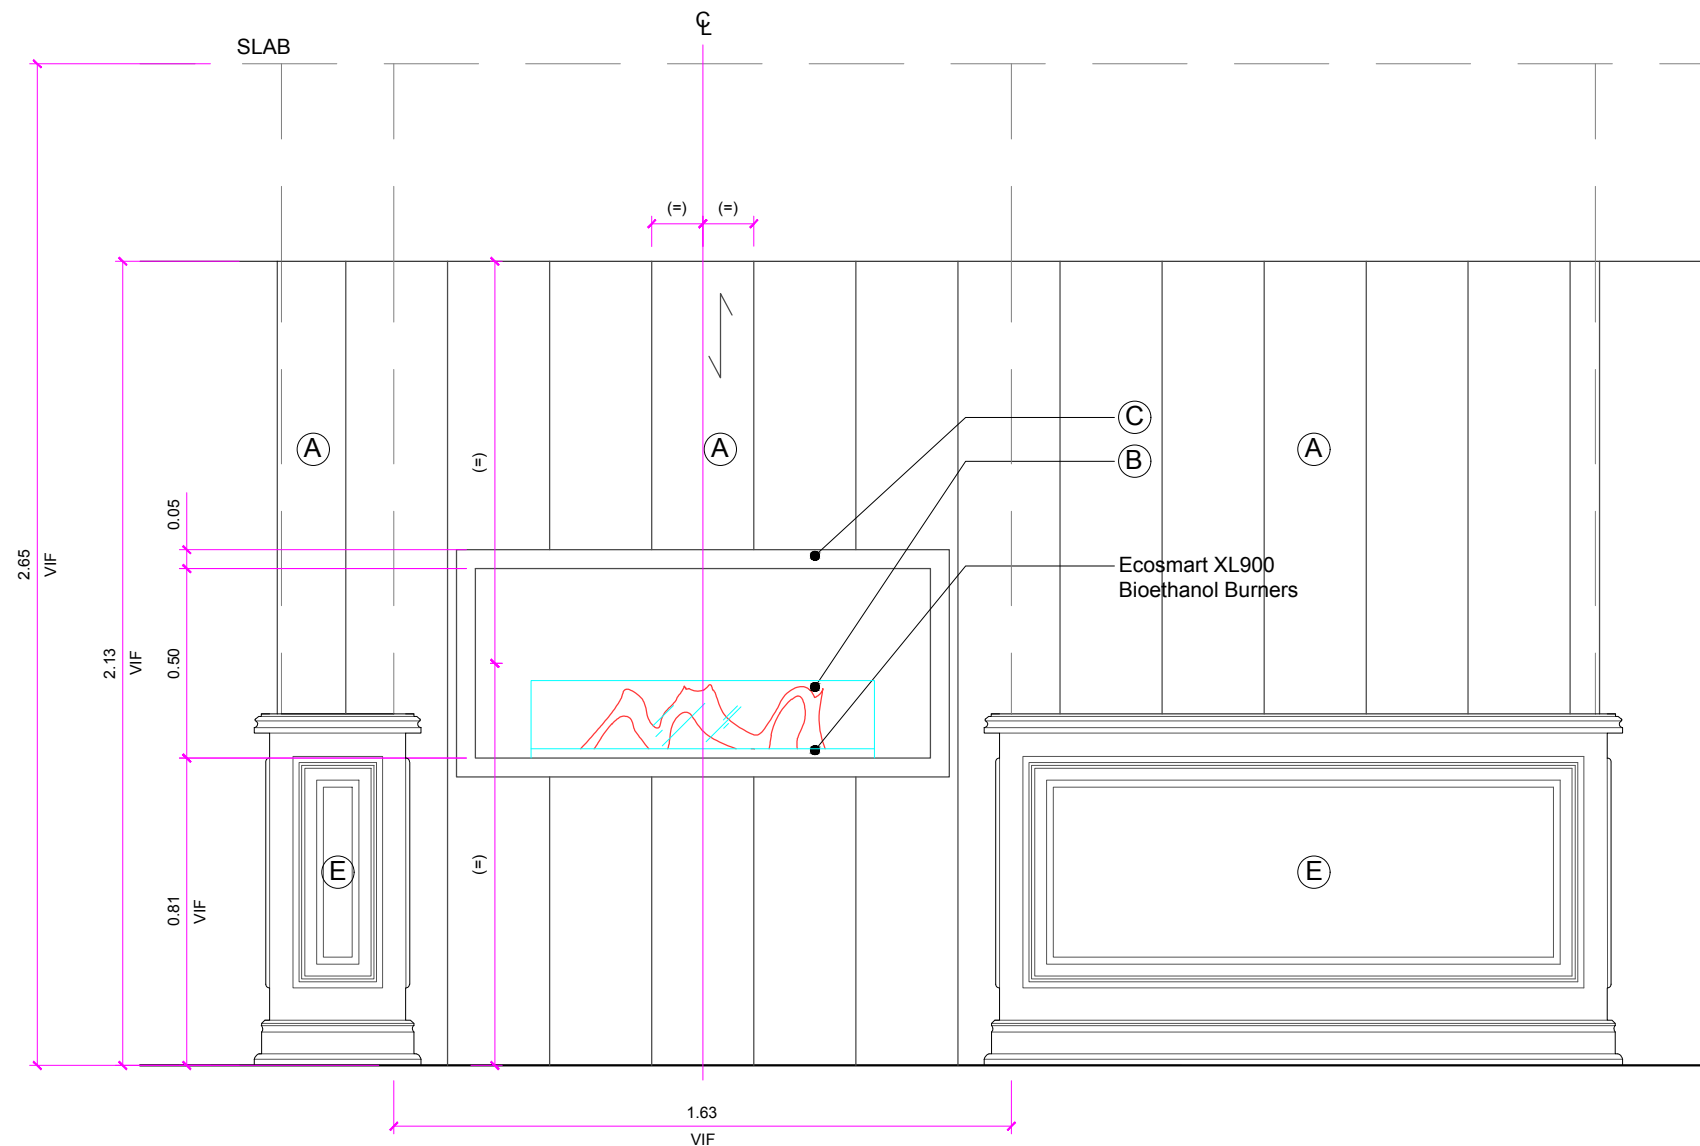 ℄
SLAB
(=)
(=)
C
A
A
A
B
(=)
0.05
2.65
VIF
Ecosmart XL900
Bioethanol Burners
2.13
VIF
0.50
E
E
(=)
0.81
VIF
1.63
VIF